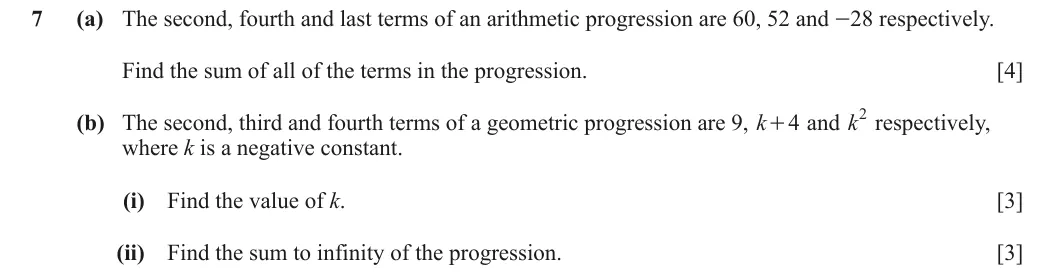 7 (a) The second, fourth and last terms of an arithmetic progression are 60, 52 and −28 respectively.
Find the sum of all of the terms in the progression. [4]
(b) The second, third and fourth terms of a geometric progression are 9, k+4 and k² respectively,
where k is a negative constant.
(i) Find the value of k. [3]
(ii) Find the sum to infinity of the progression. [3]